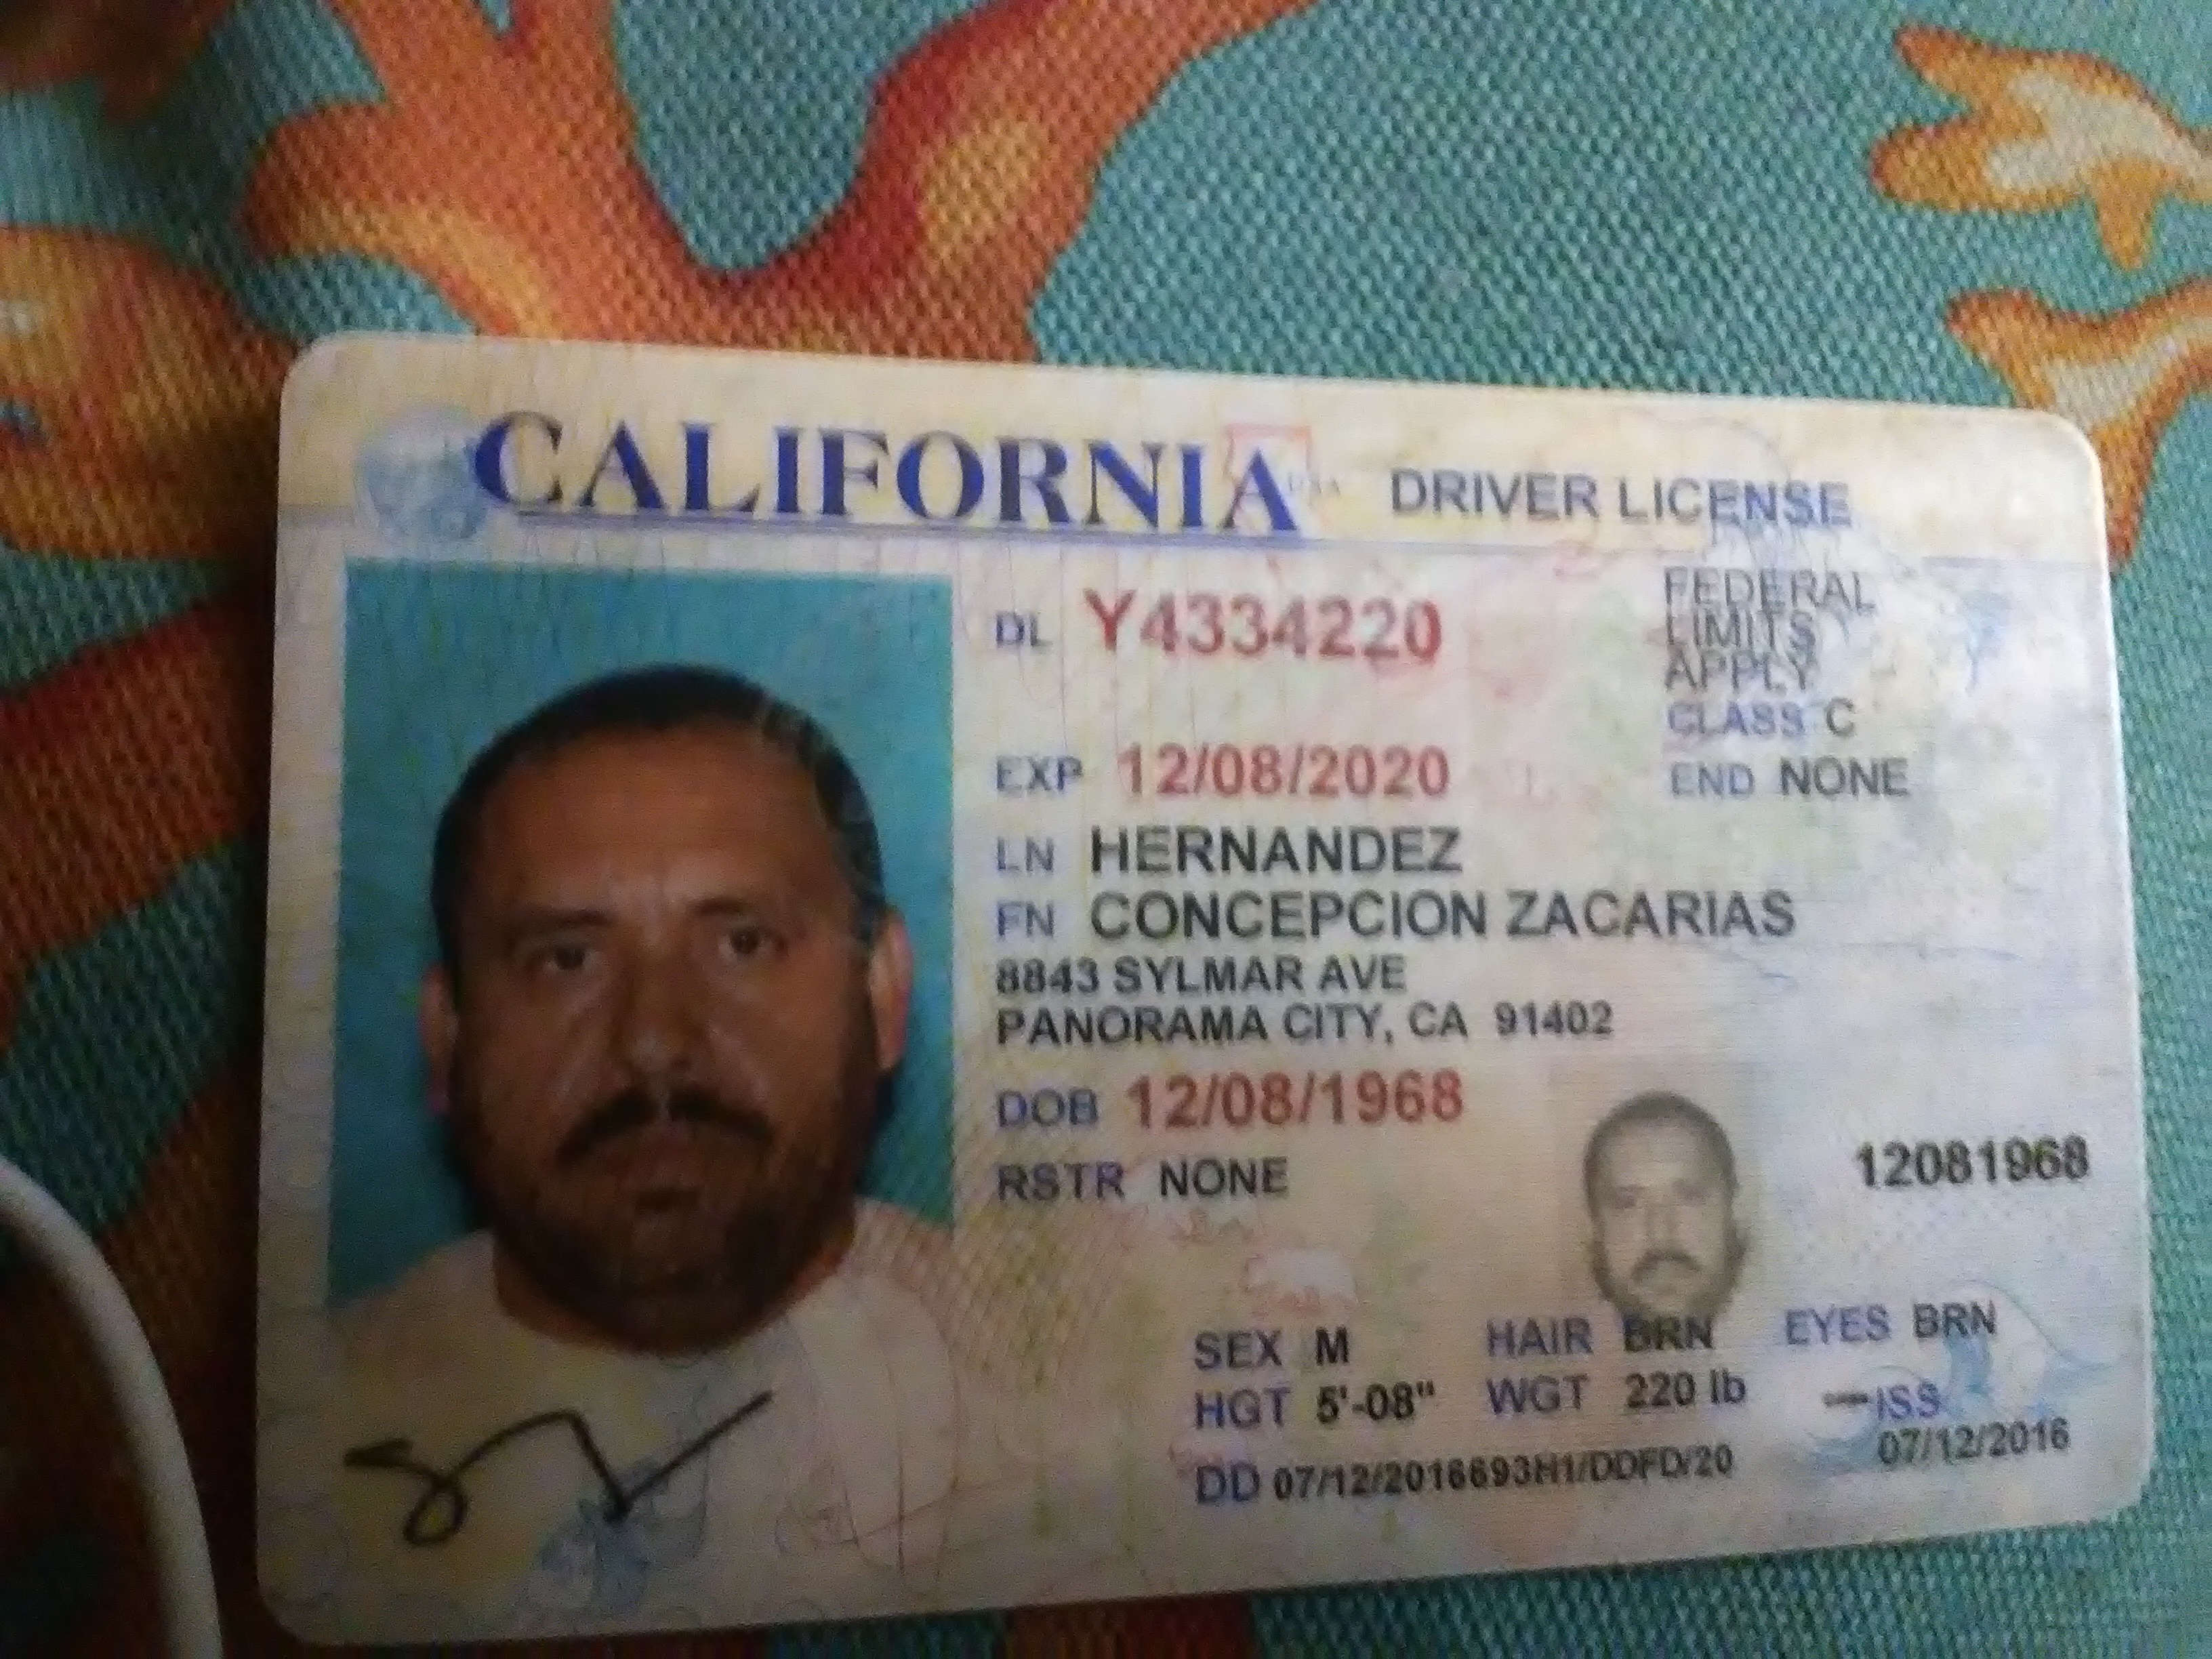 CALIFORNIA DRIVER LICENSE
DL Y4334220
FEDERAL
LIMITS
APPLY
CLASS C
EXP 12/08/2020
END NONE
LN HERNANDEZ
FN CONCEPCION ZACARIAS
8843 SYLMAR AVE
PANORAMA CITY, CA 91402
DOB 12/08/1968
RSTR NONE
12081968
SEX M HAIR BRN EYES BRN
HGT 5'-08" WGT 220 lb
ISS
07/12/2016
DD 07/12/2016693H1/DDFD/20